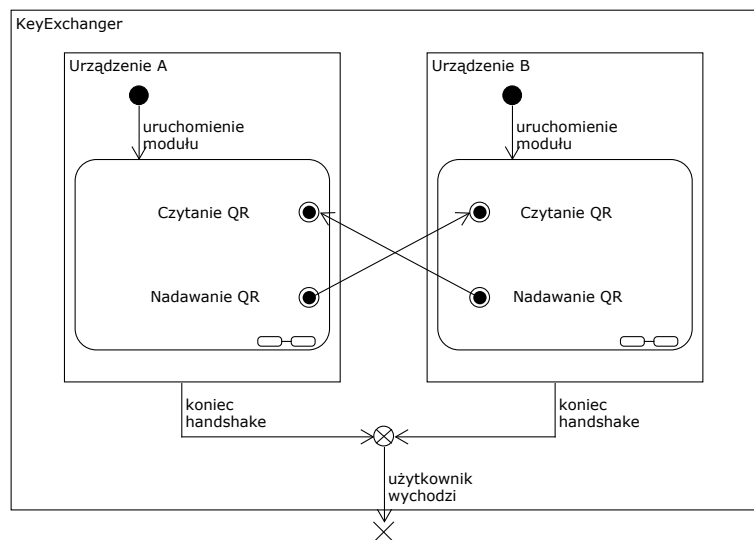 KeyExchanger
Urządzenie A
uruchomienie
modułu
Czytanie QR
Nadawanie QR
koniec
handshake
Urządzenie B
uruchomienie
modułu
Czytanie QR
Nadawanie QR
koniec
handshake
użytkownik
wychodzi